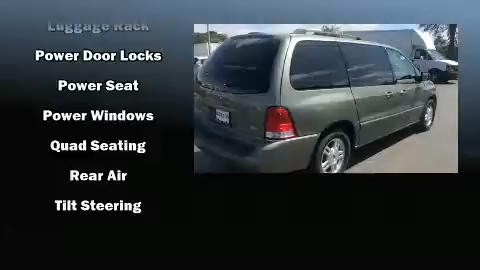 Luggage Rack
Power Door Locks
Power Seat
Power Windows
Quad Seating
Rear Air
Tilt Steering